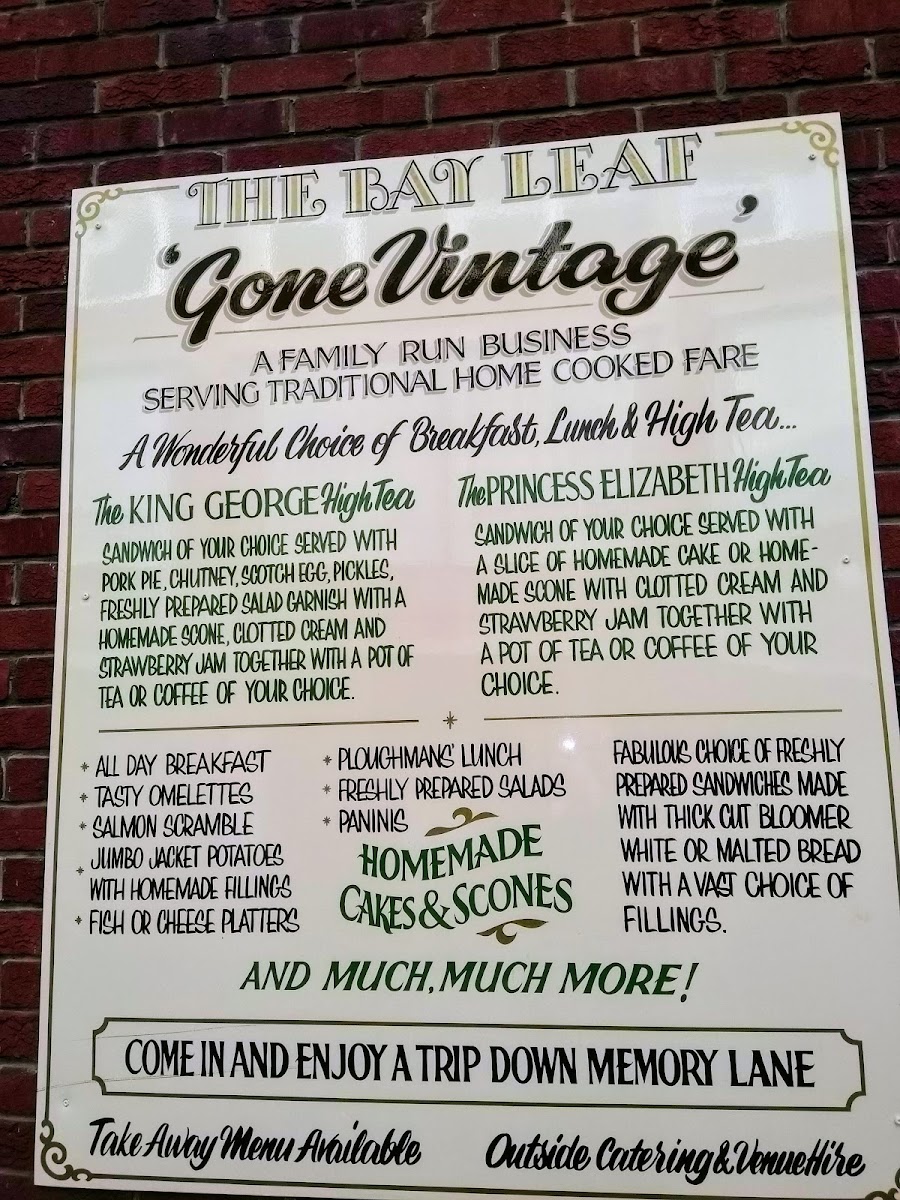 THE BAY LEAF
'Gone Vintage'
A FAMILY RUN BUSINESS
SERVING TRADITIONAL HOME COOKED FARE
A Wonderful Choice of Breakfast, Lunch & High Tea...
The KING GEORGE High Tea
SANDWICH OF YOUR CHOICE SERVED WITH
PORK PIE, CHUTNEY, SCOTCH EGG, PICKLES,
FRESHLY PREPARED SALAD GARNISH WITH A
HOMEMADE SCONE, CLOTTED CREAM AND
STRAWBERRY JAM TOGETHER WITH A POT OF
TEA OR COFFEE OF YOUR CHOICE.
The PRINCESS ELIZABETH High Tea
SANDWICH OF YOUR CHOICE SERVED WITH
A SLICE OF HOMEMADE CAKE OR HOME-
MADE SCONE WITH CLOTTED CREAM AND
STRAWBERRY JAM TOGETHER WITH
A POT OF TEA OR COFFEE OF YOUR
CHOICE.
* ALL DAY BREAKFAST
* TASTY OMELETTES
* SALMON SCRAMBLE
* JUMBO JACKET POTATOES
WITH HOMEMADE FILLINGS
* FISH OR CHEESE PLATTERS
* PLOUGHMANS' LUNCH
* FRESHLY PREPARED SALADS
* PANINIS
HOMEMADE
CAKES & SCONES
FABULOUS CHOICE OF FRESHLY
PREPARED SANDWICHES MADE
WITH THICK CUT BLOOMER
WHITE OR MALTED BREAD
WITH A VAST CHOICE OF
FILLINGS.
AND MUCH, MUCH MORE!
COME IN AND ENJOY A TRIP DOWN MEMORY LANE
Take Away Menu Available
Outside Catering & Venue Hire